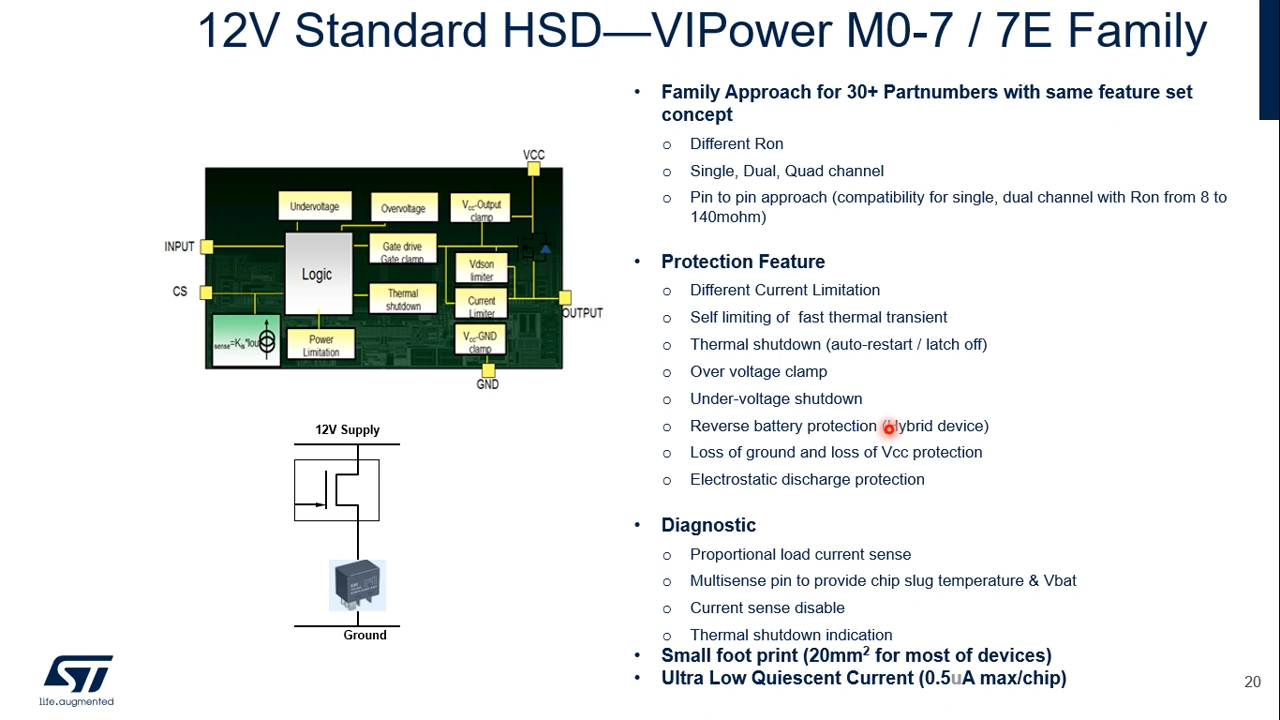 12V Standard HSD—VIPower M0-7 / 7E Family
• Family Approach for 30+ Partnumbers with same feature set
concept
o Different Ron
o Single, Dual, Quad channel
o Pin to pin approach (compatibility for single, dual channel with Ron from 8 to
140mohm)
• Protection Feature
o Different Current Limitation
o Self limiting of fast thermal transient
o Thermal shutdown (auto-restart / latch off)
o Over voltage clamp
o Under-voltage shutdown
o Reverse battery protection (Hybrid device)
o Loss of ground and loss of Vcc protection
o Electrostatic discharge protection
• Diagnostic
o Proportional load current sense
o Multisense pin to provide chip slug temperature & Vbat
o Current sense disable
o Thermal shutdown indication
• Small foot print (20mm² for most of devices)
• Ultra Low Quiescent Current (0.5uA max/chip)
VCC
Undervoltage
Overvoltage
Vcc-Output
clamp
INPUT
Logic
Gate drive
Gate clamp
Vdson
limiter
CS
Thermal
shutdown
Current
Limiter
OUTPUT
sense=K
Power
Limitation
Vcc-GND
clamp
GND
12V Supply
Ground
ST
life.augmented
20